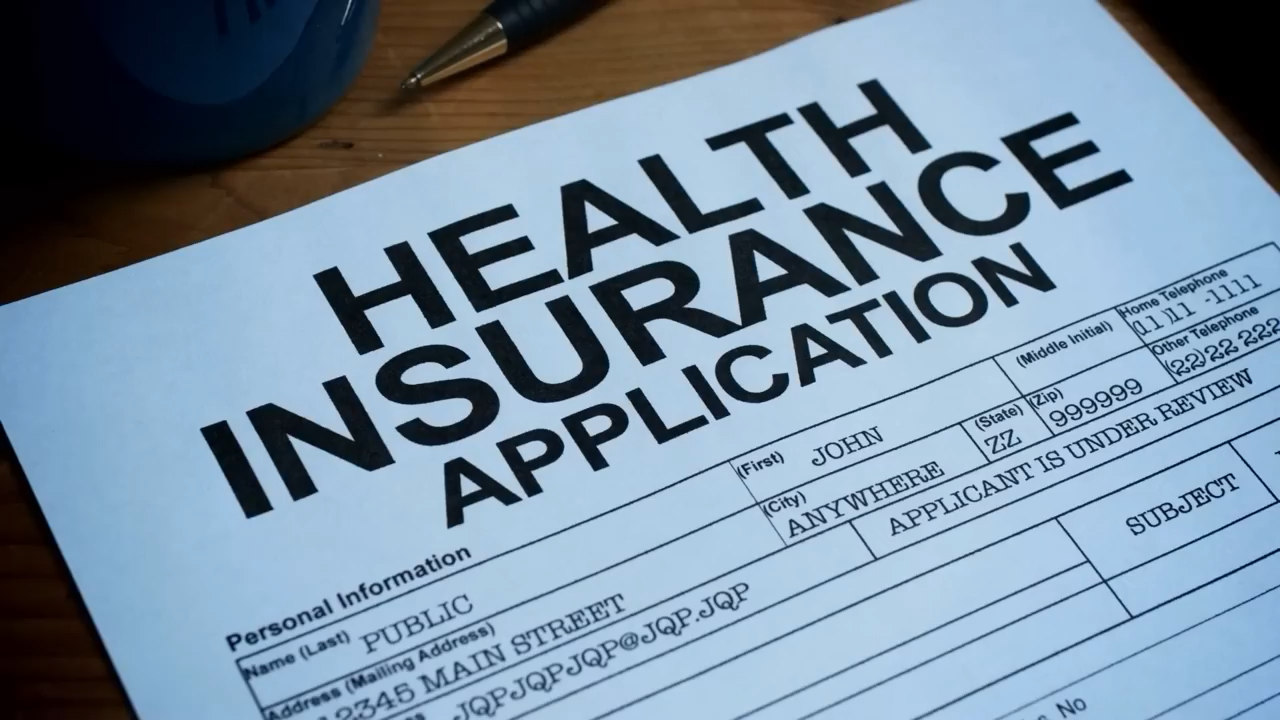 HEALTH
INSURANCE
APPLICATION
Personal Information
Name (Last) PUBLIC (First) JOHN (Middle Initial) Home Telephone
(11)11 -1111
Address (Mailing Address) (City) (State) (Zip) Other Telephone
12345 MAIN STREET ANYWHERE ZZ 999999 (22)22 222
JQPJQPJQP@JQP.JQP APPLICANT IS UNDER REVIEW
SUBJECT
No